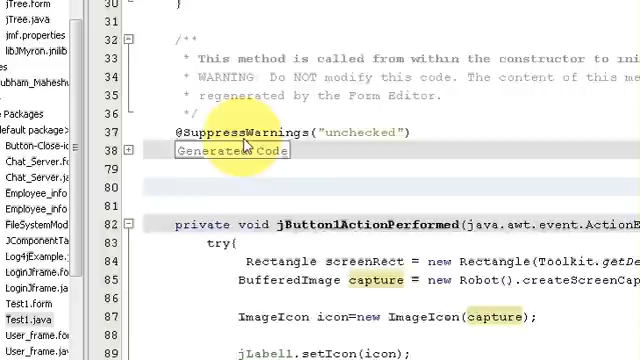 jTree.form
jTree.java
jmf.properties
libJMyron.jnilib
ubham_Maheshu
e Packages
default package>
Button-Close-ic
Chat_Server.fo
Chat_Server.ja
Employee_info
Employee_info
FileSystemMod
JComponentTa
Log4jExample.j
LoginJframe.fo
LoginJframe.ja
Test1.form
Test1.java
User_frame.for
30 }
31
32 /**
33 * This method is called from within the constructor to ini
34 * WARNING: Do NOT modify this code. The content of this me
35 * regenerated by the Form Editor.
36 */
37 @SuppressWarnings("unchecked")
38 Generated Code
79
80
81
82 private void jButton1ActionPerformed(java.awt.event.ActionE
83 try{
84 Rectangle screenRect = new Rectangle(Toolkit.getDe
85 BufferedImage capture = new Robot().createScreenCap
86
87 ImageIcon icon=new ImageIcon(capture);
88
89 jLabel1.setIcon(icon);